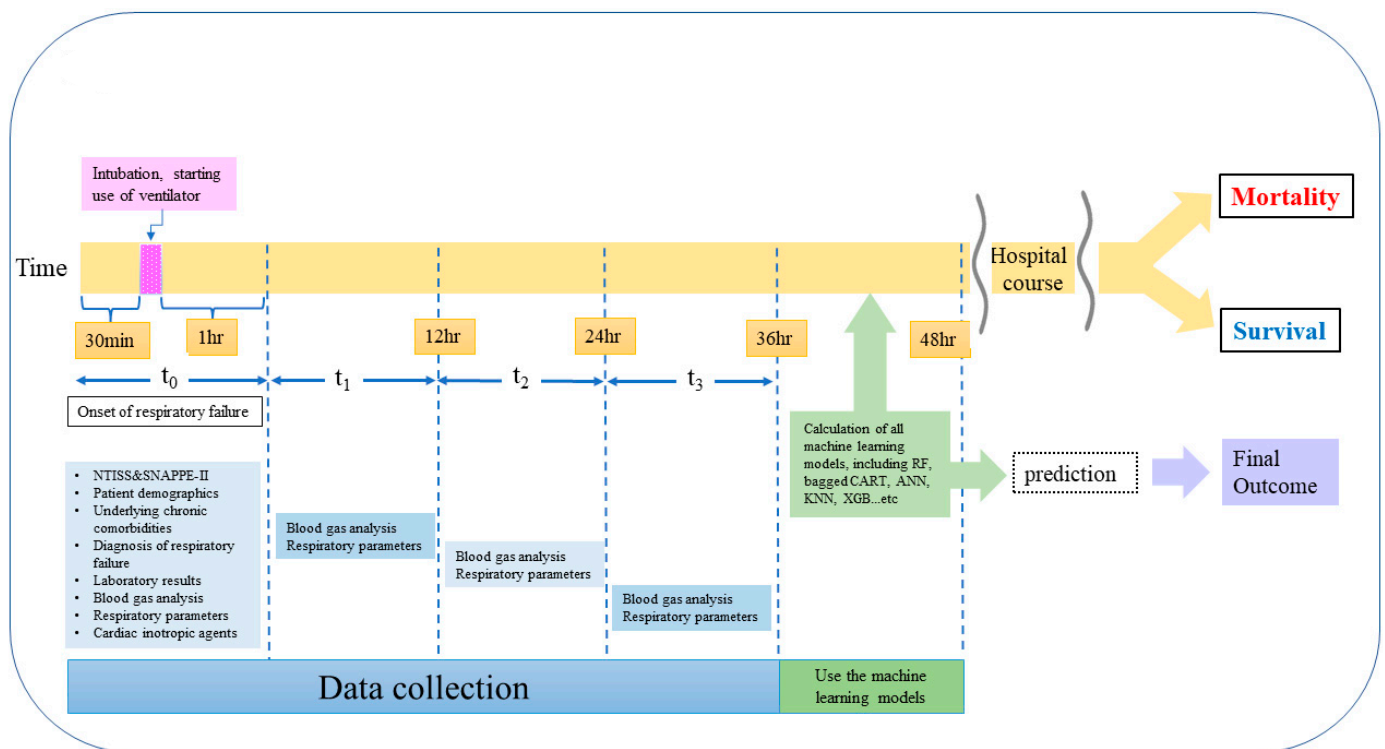 Intubation, starting
use of ventilator
Mortality
Time
Hospital
course
Survival
30min
1hr
12hr
24hr
36hr
48hr
t0
t1
t2
t3
Onset of respiratory failure
• NTISS&SNAPPE-II
• Patient demographics
• Underlying chronic
comorbidities
• Diagnosis of respiratory
failure
• Laboratory results
• Blood gas analysis
• Respiratory parameters
• Cardiac inotropic agents
Blood gas analysis
Respiratory parameters
Blood gas analysis
Respiratory parameters
Blood gas analysis
Respiratory parameters
Calculation of all
machine learning
models, including RF,
bagged CART, ANN,
KNN, XGB...etc
prediction
Final
Outcome
Data collection
Use the machine
learning models